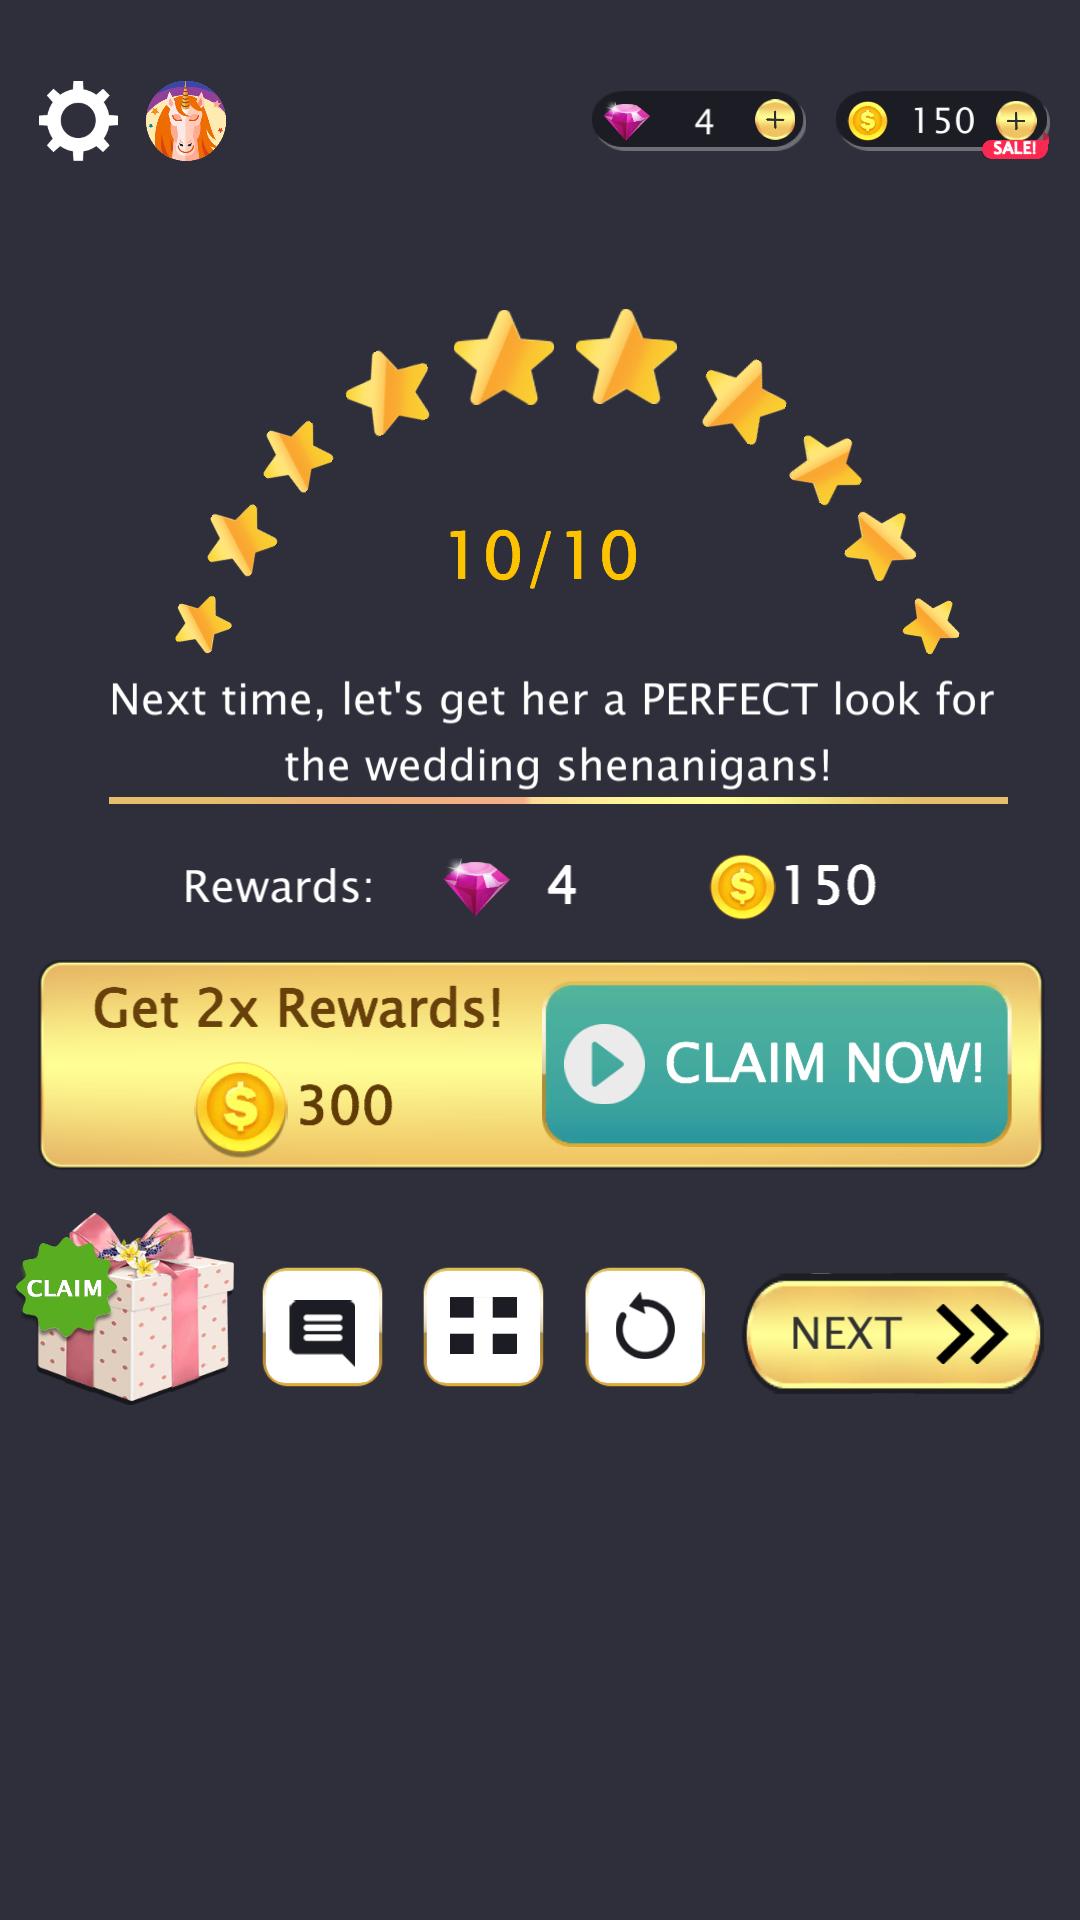 4
150
SALE!
10/10
Next time, let's get her a PERFECT look for
the wedding shenanigans!
Rewards: 4 150
Get 2x Rewards!
300
CLAIM NOW!
CLAIM
NEXT